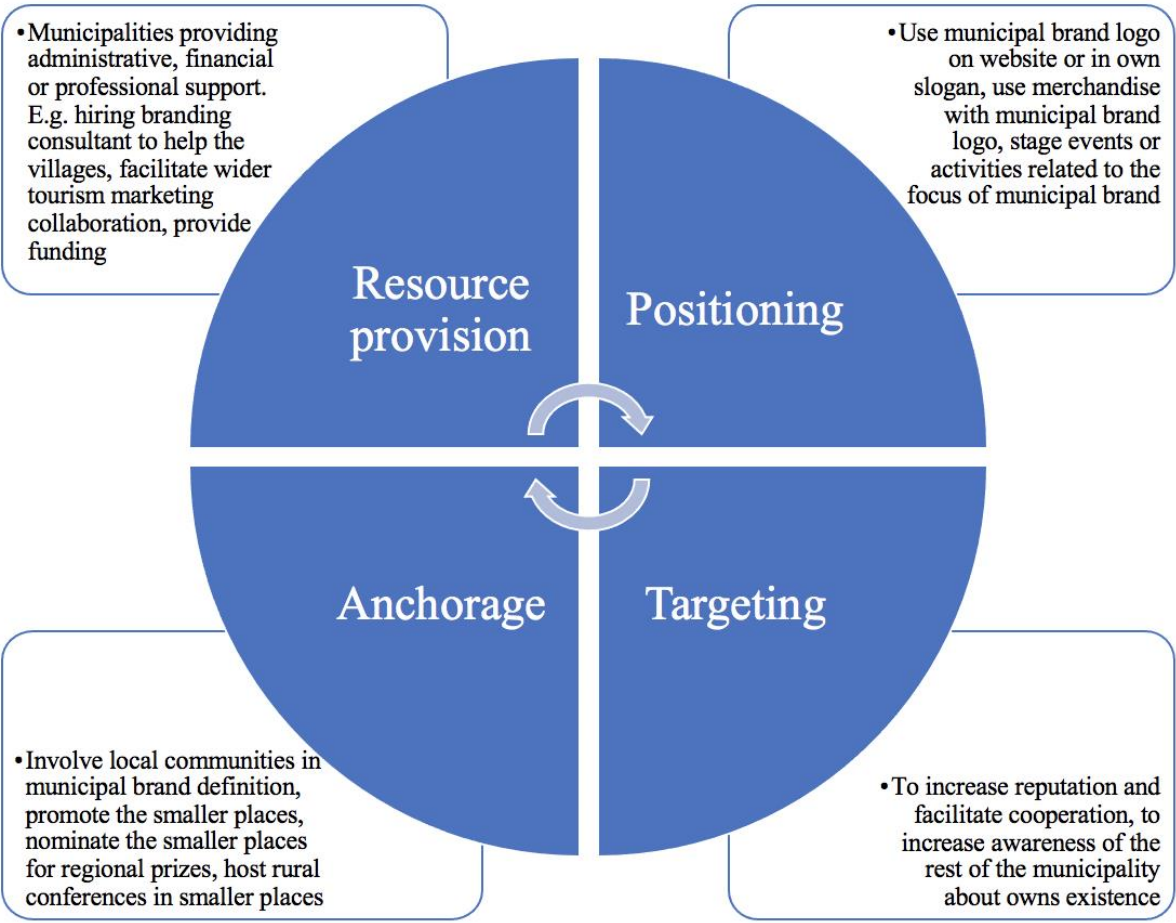 •Municipalities providing
administrative, financial
or professional support.
E.g. hiring branding
consultant to help the
villages, facilitate wider
tourism marketing
collaboration, provide
funding
•Use municipal brand logo
on website or in own
slogan, use merchandise
with municipal brand
logo, stage events or
activities related to the
focus of municipal brand
Resource
provision
Positioning
Anchorage
Targeting
•Involve local communities in
municipal brand definition,
promote the smaller places,
nominate the smaller places
for regional prizes, host rural
conferences in smaller places
•To increase reputation and
facilitate cooperation, to
increase awareness of the
rest of the municipality
about owns existence